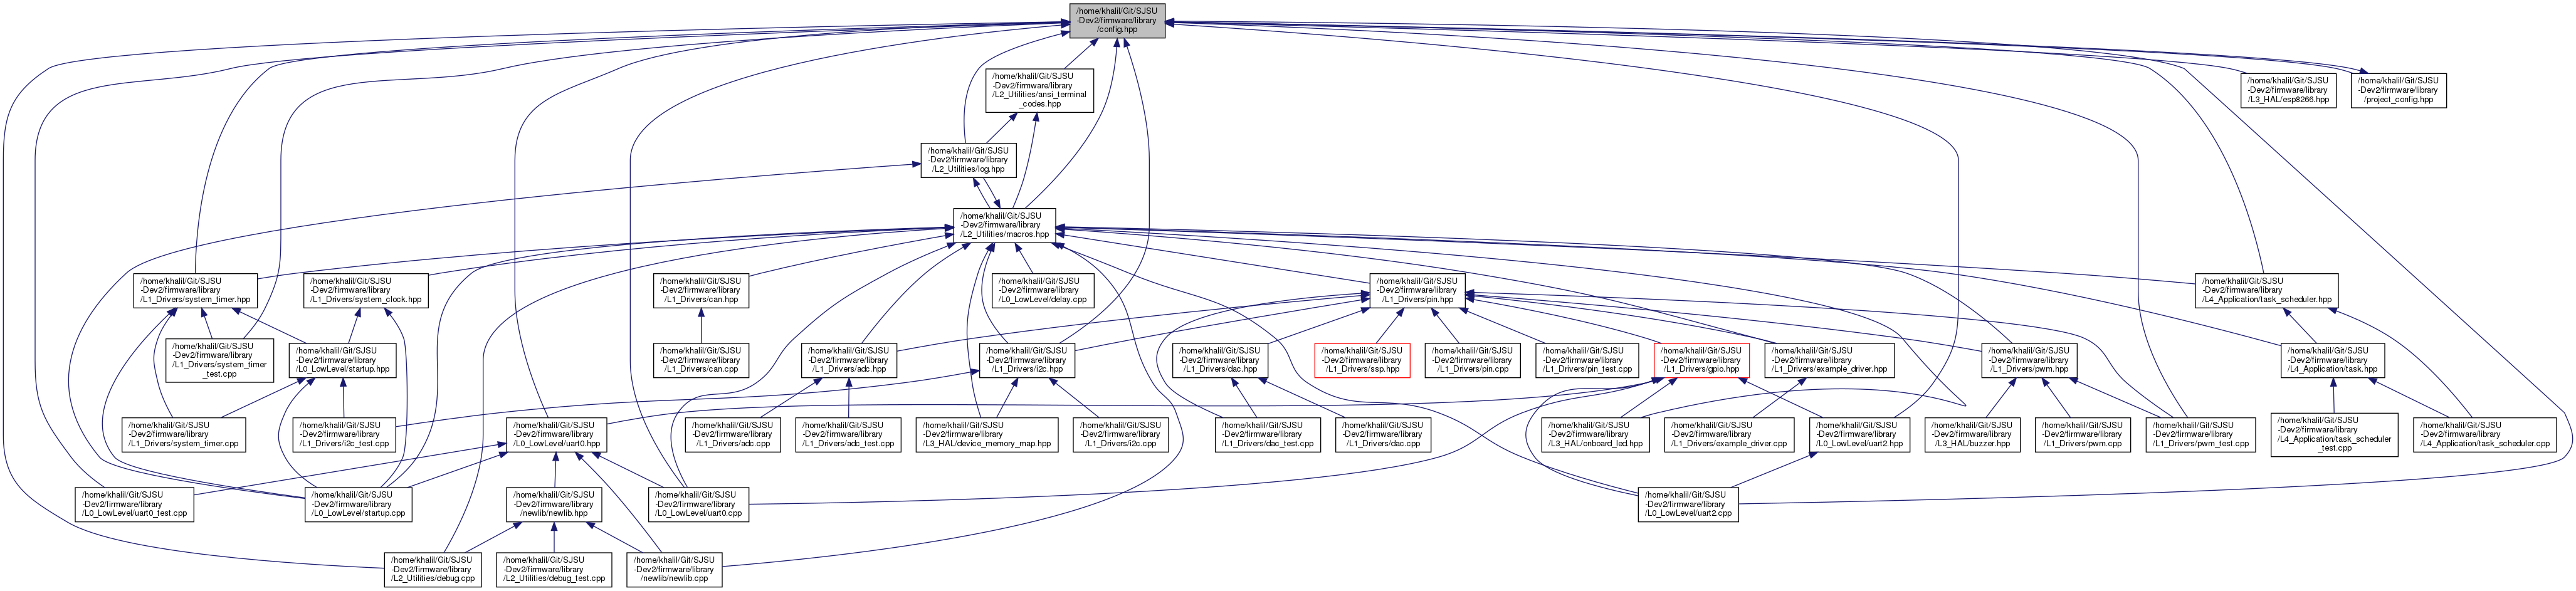 /home/khalil/Git/SJSU
-Dev2/firmware/library
/config.hpp
/home/khalil/Git/SJSU
-Dev2/firmware/library
/L2_Utilities/ansi_terminal
_codes.hpp
/home/khalil/Git/SJSU
-Dev2/firmware/library
/L3_HAL/esp8266.hpp
/home/khalil/Git/SJSU
-Dev2/firmware/library
/project_config.hpp
/home/khalil/Git/SJSU
-Dev2/firmware/library
/L2_Utilities/log.hpp
/home/khalil/Git/SJSU
-Dev2/firmware/library
/L2_Utilities/macros.hpp
/home/khalil/Git/SJSU
-Dev2/firmware/library
/L1_Drivers/system_timer.hpp
/home/khalil/Git/SJSU
-Dev2/firmware/library
/L1_Drivers/system_clock.hpp
/home/khalil/Git/SJSU
-Dev2/firmware/library
/L1_Drivers/can.hpp
/home/khalil/Git/SJSU
-Dev2/firmware/library
/L0_LowLevel/delay.cpp
/home/khalil/Git/SJSU
-Dev2/firmware/library
/L1_Drivers/pin.hpp
/home/khalil/Git/SJSU
-Dev2/firmware/library
/L4_Application/task_scheduler.hpp
/home/khalil/Git/SJSU
-Dev2/firmware/library
/L1_Drivers/system_timer
_test.cpp
/home/khalil/Git/SJSU
-Dev2/firmware/library
/L0_LowLevel/startup.hpp
/home/khalil/Git/SJSU
-Dev2/firmware/library
/L1_Drivers/can.cpp
/home/khalil/Git/SJSU
-Dev2/firmware/library
/L1_Drivers/adc.hpp
/home/khalil/Git/SJSU
-Dev2/firmware/library
/L1_Drivers/i2c.hpp
/home/khalil/Git/SJSU
-Dev2/firmware/library
/L1_Drivers/dac.hpp
/home/khalil/Git/SJSU
-Dev2/firmware/library
/L1_Drivers/ssp.hpp
/home/khalil/Git/SJSU
-Dev2/firmware/library
/L1_Drivers/pin.cpp
/home/khalil/Git/SJSU
-Dev2/firmware/library
/L1_Drivers/pin_test.cpp
/home/khalil/Git/SJSU
-Dev2/firmware/library
/L1_Drivers/gpio.hpp
/home/khalil/Git/SJSU
-Dev2/firmware/library
/L1_Drivers/example_driver.hpp
/home/khalil/Git/SJSU
-Dev2/firmware/library
/L1_Drivers/pwm.hpp
/home/khalil/Git/SJSU
-Dev2/firmware/library
/L4_Application/task.hpp
/home/khalil/Git/SJSU
-Dev2/firmware/library
/L1_Drivers/system_timer.cpp
/home/khalil/Git/SJSU
-Dev2/firmware/library
/L1_Drivers/i2c_test.cpp
/home/khalil/Git/SJSU
-Dev2/firmware/library
/L0_LowLevel/uart0.hpp
/home/khalil/Git/SJSU
-Dev2/firmware/library
/L1_Drivers/adc.cpp
/home/khalil/Git/SJSU
-Dev2/firmware/library
/L1_Drivers/adc_test.cpp
/home/khalil/Git/SJSU
-Dev2/firmware/library
/L3_HAL/device_memory_map.hpp
/home/khalil/Git/SJSU
-Dev2/firmware/library
/L1_Drivers/i2c.cpp
/home/khalil/Git/SJSU
-Dev2/firmware/library
/L1_Drivers/dac_test.cpp
/home/khalil/Git/SJSU
-Dev2/firmware/library
/L1_Drivers/dac.cpp
/home/khalil/Git/SJSU
-Dev2/firmware/library
/L3_HAL/onboard_led.hpp
/home/khalil/Git/SJSU
-Dev2/firmware/library
/L1_Drivers/example_driver.cpp
/home/khalil/Git/SJSU
-Dev2/firmware/library
/L0_LowLevel/uart2.hpp
/home/khalil/Git/SJSU
-Dev2/firmware/library
/L3_HAL/buzzer.hpp
/home/khalil/Git/SJSU
-Dev2/firmware/library
/L1_Drivers/pwm.cpp
/home/khalil/Git/SJSU
-Dev2/firmware/library
/L1_Drivers/pwm_test.cpp
/home/khalil/Git/SJSU
-Dev2/firmware/library
/L4_Application/task_scheduler
_test.cpp
/home/khalil/Git/SJSU
-Dev2/firmware/library
/L4_Application/task_scheduler.cpp
/home/khalil/Git/SJSU
-Dev2/firmware/library
/L0_LowLevel/uart0_test.cpp
/home/khalil/Git/SJSU
-Dev2/firmware/library
/L0_LowLevel/startup.cpp
/home/khalil/Git/SJSU
-Dev2/firmware/library
/newlib/newlib.hpp
/home/khalil/Git/SJSU
-Dev2/firmware/library
/L0_LowLevel/uart0.cpp
/home/khalil/Git/SJSU
-Dev2/firmware/library
/L0_LowLevel/uart2.cpp
/home/khalil/Git/SJSU
-Dev2/firmware/library
/L2_Utilities/debug.cpp
/home/khalil/Git/SJSU
-Dev2/firmware/library
/L2_Utilities/debug_test.cpp
/home/khalil/Git/SJSU
-Dev2/firmware/library
/newlib/newlib.cpp